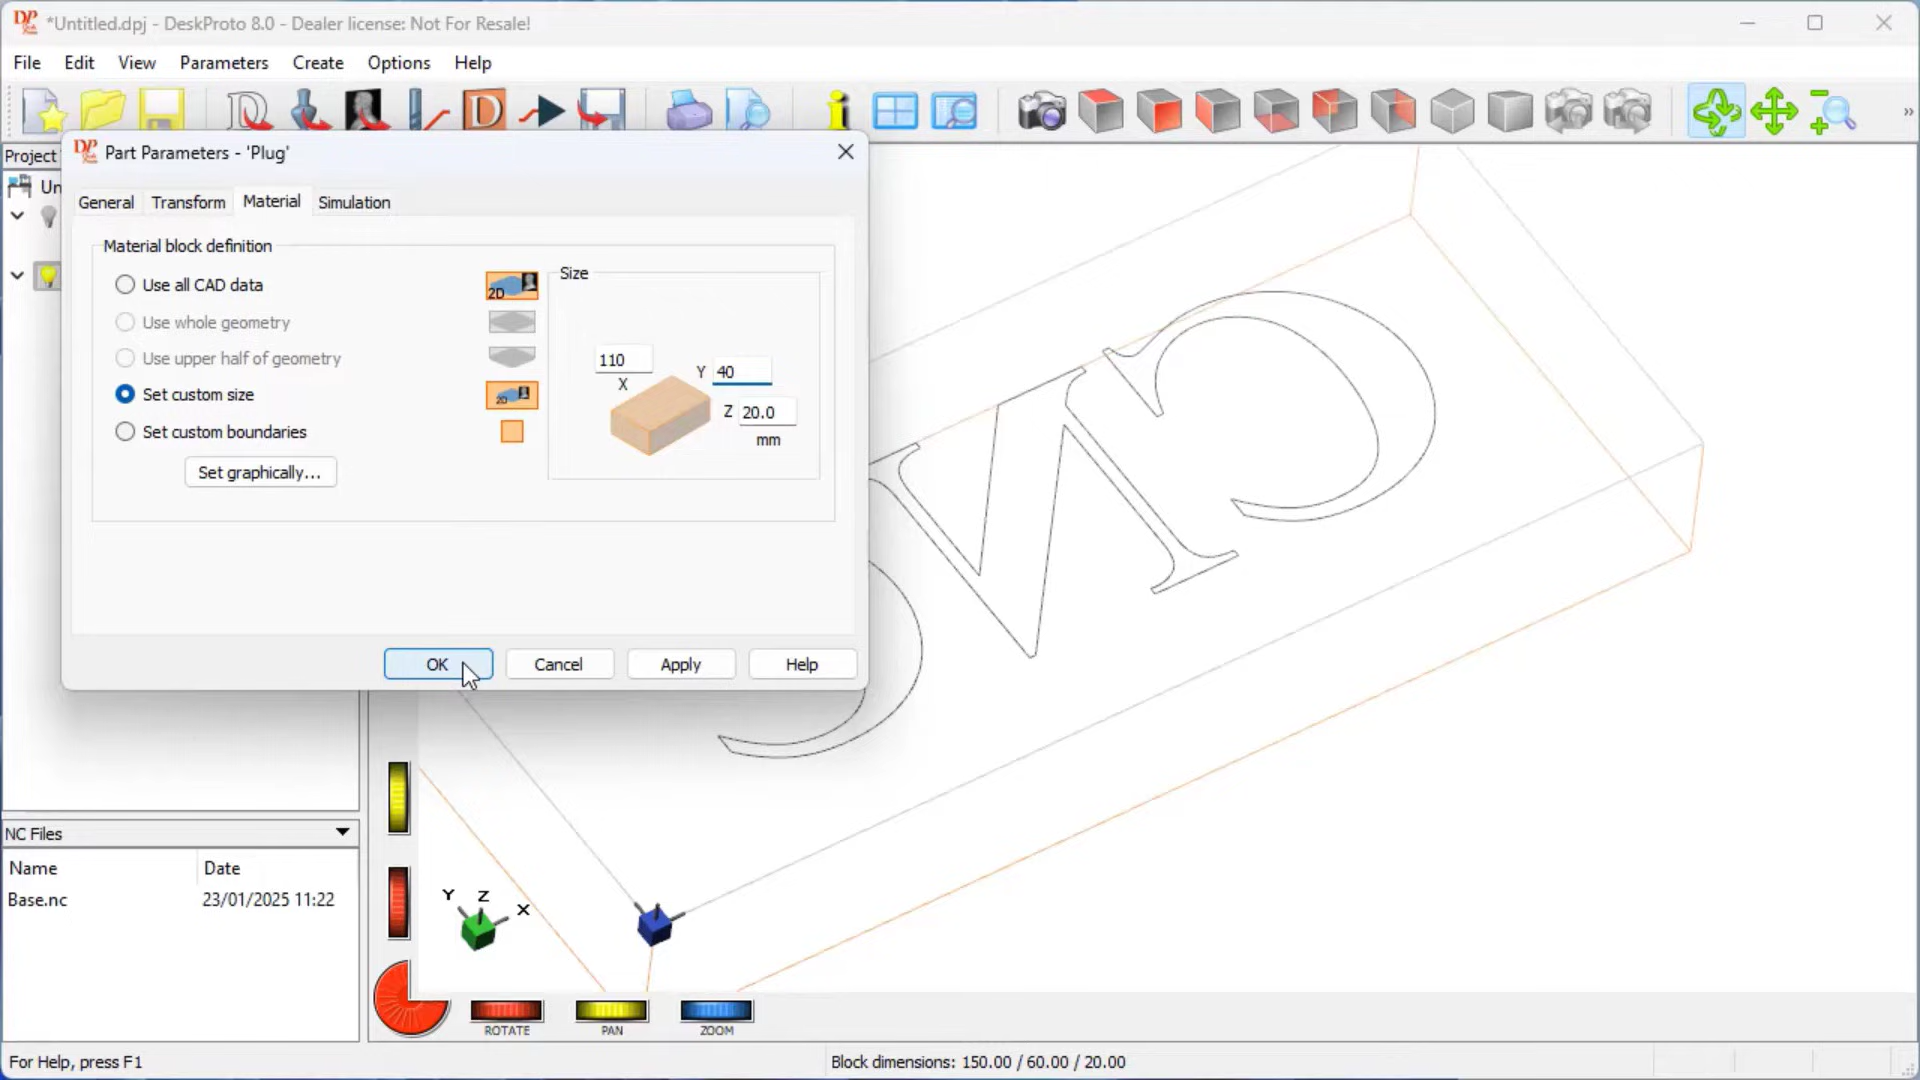 *Untitled.dpj - DeskProto 8.0 - Dealer license: Not For Resale!
File Edit View Parameters Create Options Help
Project
Part Parameters - 'Plug'
Un
General Transform Material Simulation
Material block definition
Use all CAD data
2D
Size
Use whole geometry
Use upper half of geometry
110
X
Y 40
Set custom size
2D
Z 20.0
mm
Set custom boundaries
Set graphically...
OK Cancel Apply Help
CNC
NC Files
Name Date
Base.nc 23/01/2025 11:22
Y Z X
ROTATE PAN ZOOM
For Help, press F1
Block dimensions: 150.00 / 60.00 / 20.00